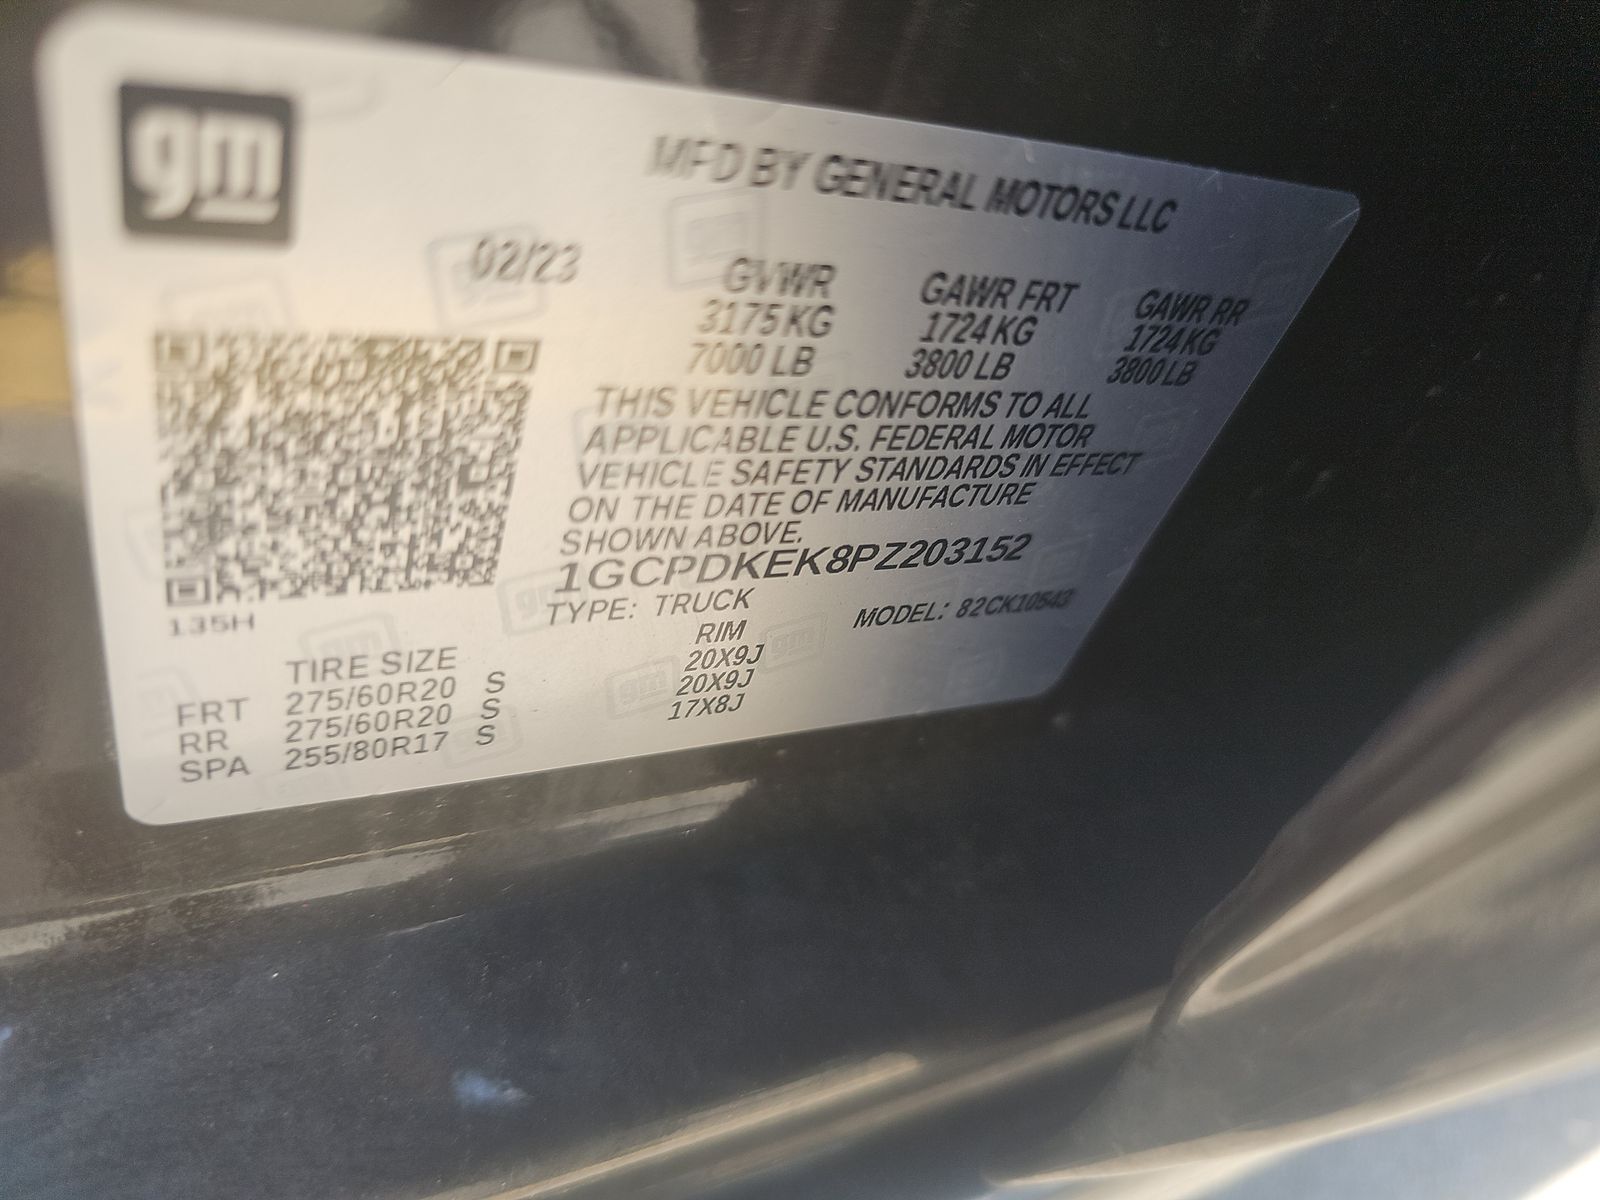 gm
MFD BY GENERAL MOTORS LLC
02/23
GVWR GAWR FRT GAWR RR
3175 KG 1724 KG 1724 KG
7000 LB 3800 LB 3800 LB
THIS VEHICLE CONFORMS TO ALL
APPLICABLE U.S. FEDERAL MOTOR
VEHICLE SAFETY STANDARDS IN EFFECT
ON THE DATE OF MANUFACTURE
SHOWN ABOVE.
1GCPDKEK8PZ203152
TYPE: TRUCK MODEL: 82CK10543
135H
TIRE SIZE RIM
FRT 275/60R20 S 20X9J
RR 275/60R20 S 20X9J
SPA 255/80R17 S 17X8J